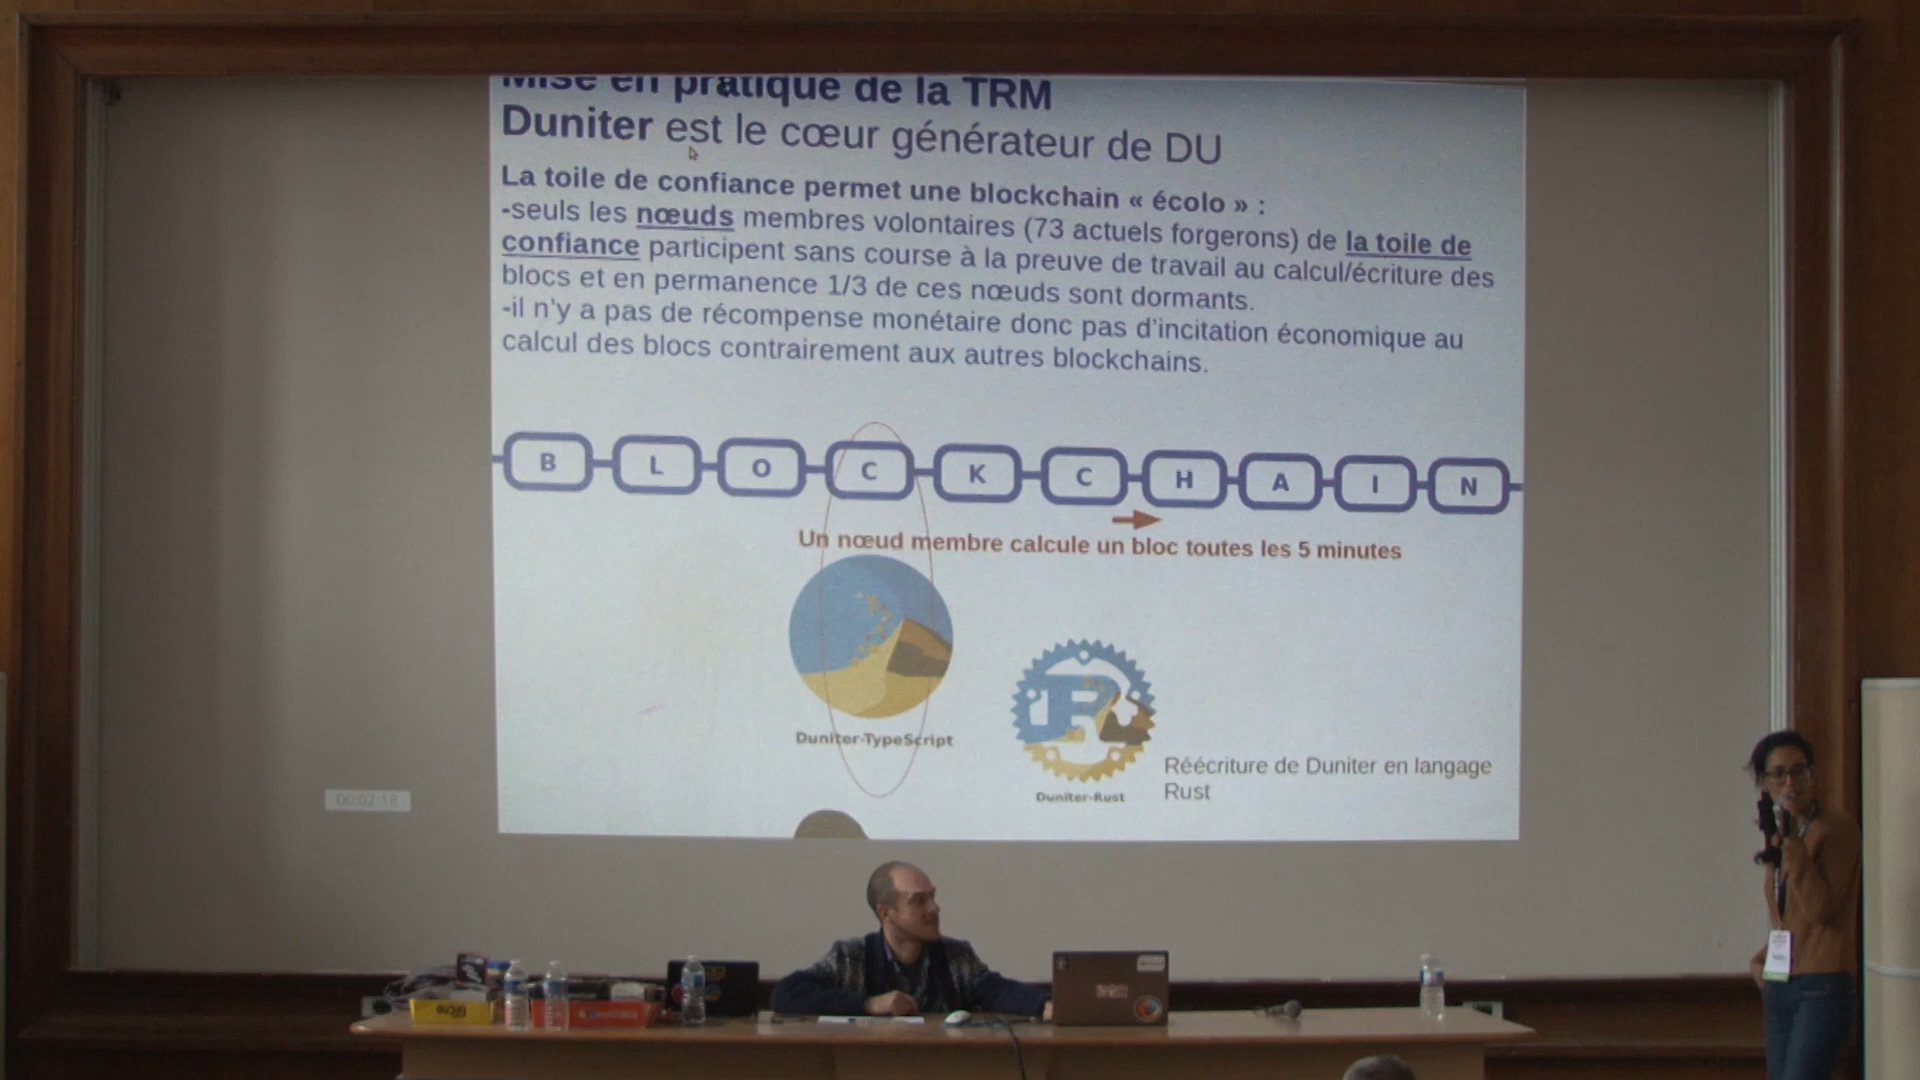 Mise en pratique de la TRM
Duniter est le cœur générateur de DU
La toile de confiance permet une blockchain « écolo » :
-seuls les nœuds membres volontaires (73 actuels forgerons) de la toile de
confiance participent sans course à la preuve de travail au calcul/écriture des
blocs et en permanence 1/3 de ces nœuds sont dormants.
-il n'y a pas de récompense monétaire donc pas d'incitation économique au
calcul des blocs contrairement aux autres blockchains.
B L O C K C H A I N
Un nœud membre calcule un bloc toutes les 5 minutes
Duniter-TypeScript
Réécriture de Duniter en langage
Rust
Duniter-Rust
00:02:18